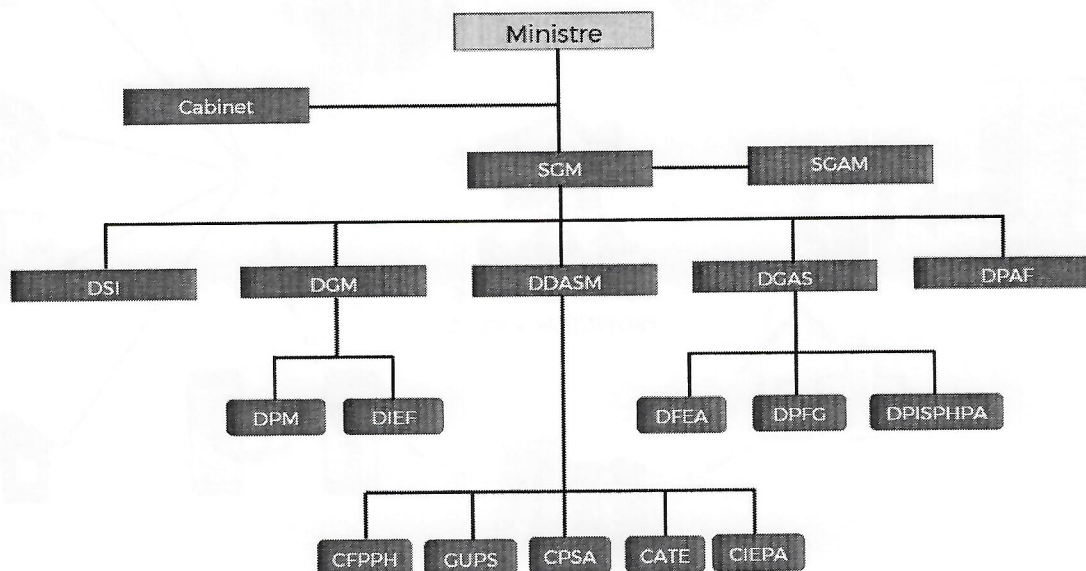 Ministre
Cabinet
SGM
SGAM
DSI
DGM
DDASM
DGAS
DPAF
DPM
DIEF
DFEA
DPFG
DPISPHPA
CFPPH
GUPS
CPSA
CATE
CIEPA